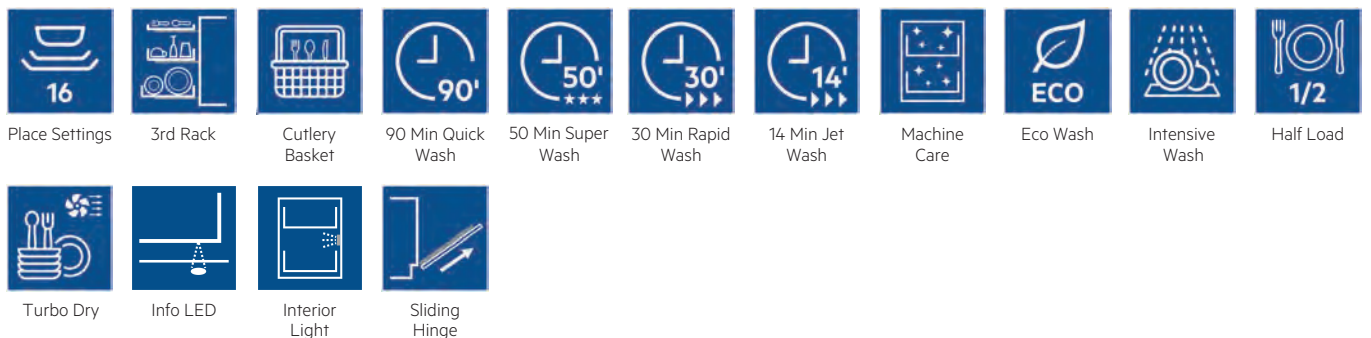 16
90'
50'
30'
14'
ECO
1/2
Place Settings
3rd Rack
Cutlery
Basket
90 Min Quick
Wash
50 Min Super
Wash
30 Min Rapid
Wash
14 Min Jet
Wash
Machine
Care
Eco Wash
Intensive
Wash
Half Load
Turbo Dry
Info LED
Interior
Light
Sliding
Hinge